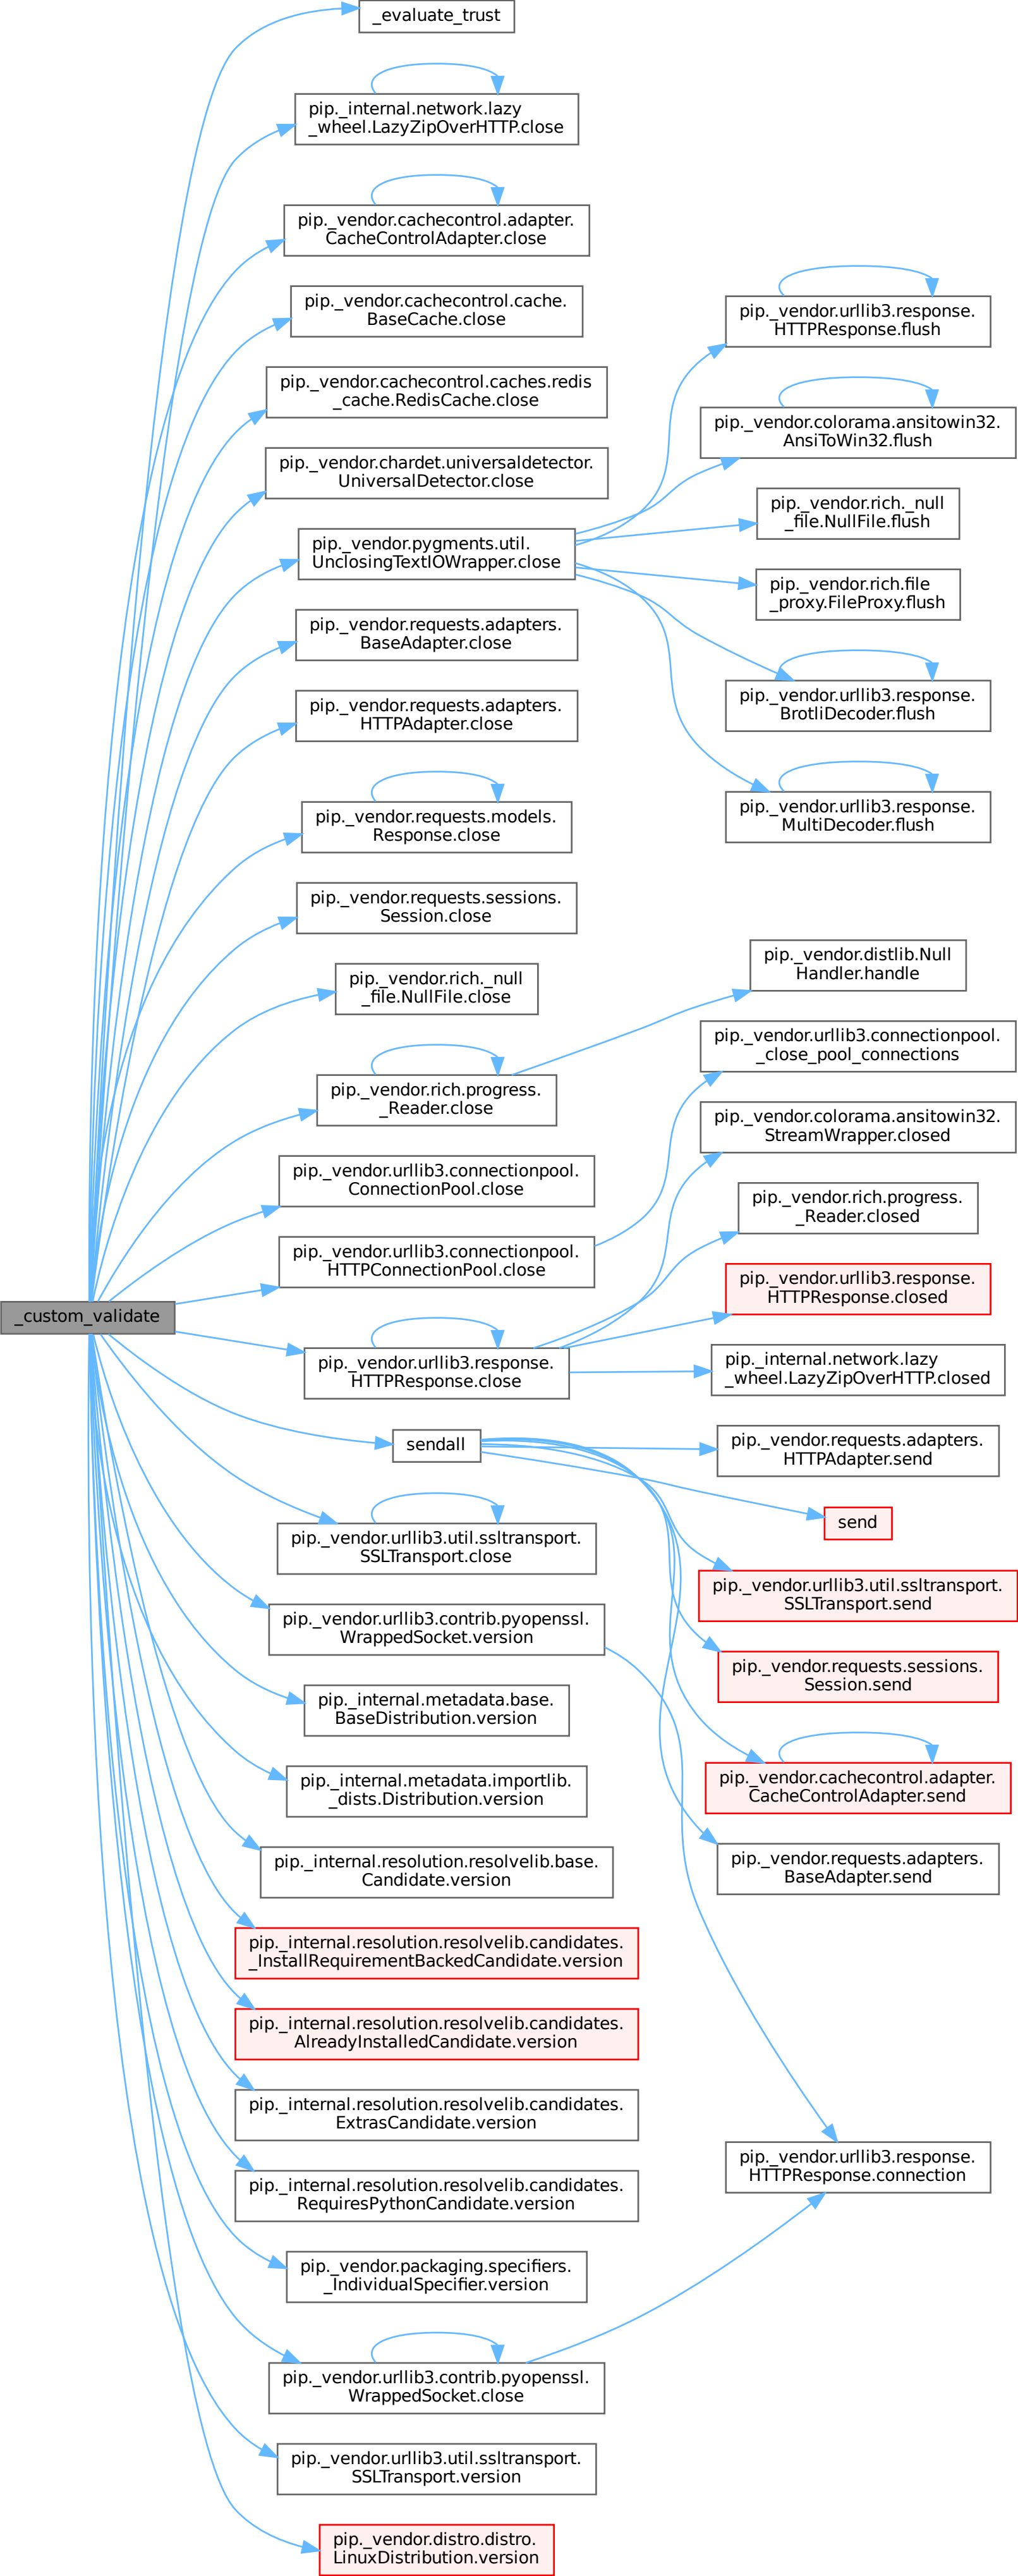 _evaluate_trust
pip._internal.network.lazy
_wheel.LazyZipOverHTTP.close
pip._vendor.cachecontrol.adapter.
CacheControlAdapter.close
pip._vendor.cachecontrol.cache.
BaseCache.close
pip._vendor.cachecontrol.caches.redis
_cache.RedisCache.close
pip._vendor.chardet.universaldetector.
UniversalDetector.close
pip._vendor.pygments.util.
UnclosingTextIOWrapper.close
pip._vendor.requests.adapters.
BaseAdapter.close
pip._vendor.requests.adapters.
HTTPAdapter.close
pip._vendor.requests.models.
Response.close
pip._vendor.requests.sessions.
Session.close
pip._vendor.rich._null
_file.NullFile.close
pip._vendor.rich.progress.
_Reader.close
pip._vendor.urllib3.connectionpool.
ConnectionPool.close
pip._vendor.urllib3.connectionpool.
HTTPConnectionPool.close
_custom_validate
pip._vendor.urllib3.response.
HTTPResponse.close
sendall
pip._vendor.urllib3.util.ssltransport.
SSLTransport.close
pip._vendor.urllib3.contrib.pyopenssl.
WrappedSocket.version
pip._internal.metadata.base.
BaseDistribution.version
pip._internal.metadata.importlib.
_dists.Distribution.version
pip._internal.resolution.resolvelib.base.
Candidate.version
pip._internal.resolution.resolvelib.candidates.
_InstallRequirementBackedCandidate.version
pip._internal.resolution.resolvelib.candidates.
AlreadyInstalledCandidate.version
pip._internal.resolution.resolvelib.candidates.
ExtrasCandidate.version
pip._internal.resolution.resolvelib.candidates.
RequiresPythonCandidate.version
pip._vendor.packaging.specifiers.
_IndividualSpecifier.version
pip._vendor.urllib3.contrib.pyopenssl.
WrappedSocket.close
pip._vendor.urllib3.util.ssltransport.
SSLTransport.version
pip._vendor.distro.distro.
LinuxDistribution.version
pip._vendor.urllib3.response.
HTTPResponse.flush
pip._vendor.colorama.ansitowin32.
AnsiToWin32.flush
pip._vendor.rich._null
_file.NullFile.flush
pip._vendor.rich.file
_proxy.FileProxy.flush
pip._vendor.urllib3.response.
BrotliDecoder.flush
pip._vendor.urllib3.response.
MultiDecoder.flush
pip._vendor.distlib.Null
Handler.handle
pip._vendor.urllib3.connectionpool.
_close_pool_connections
pip._vendor.colorama.ansitowin32.
StreamWrapper.closed
pip._vendor.rich.progress.
_Reader.closed
pip._vendor.urllib3.response.
HTTPResponse.closed
pip._internal.network.lazy
_wheel.LazyZipOverHTTP.closed
pip._vendor.requests.adapters.
HTTPAdapter.send
send
pip._vendor.urllib3.util.ssltransport.
SSLTransport.send
pip._vendor.requests.sessions.
Session.send
pip._vendor.cachecontrol.adapter.
CacheControlAdapter.send
pip._vendor.requests.adapters.
BaseAdapter.send
pip._vendor.urllib3.response.
HTTPResponse.connection